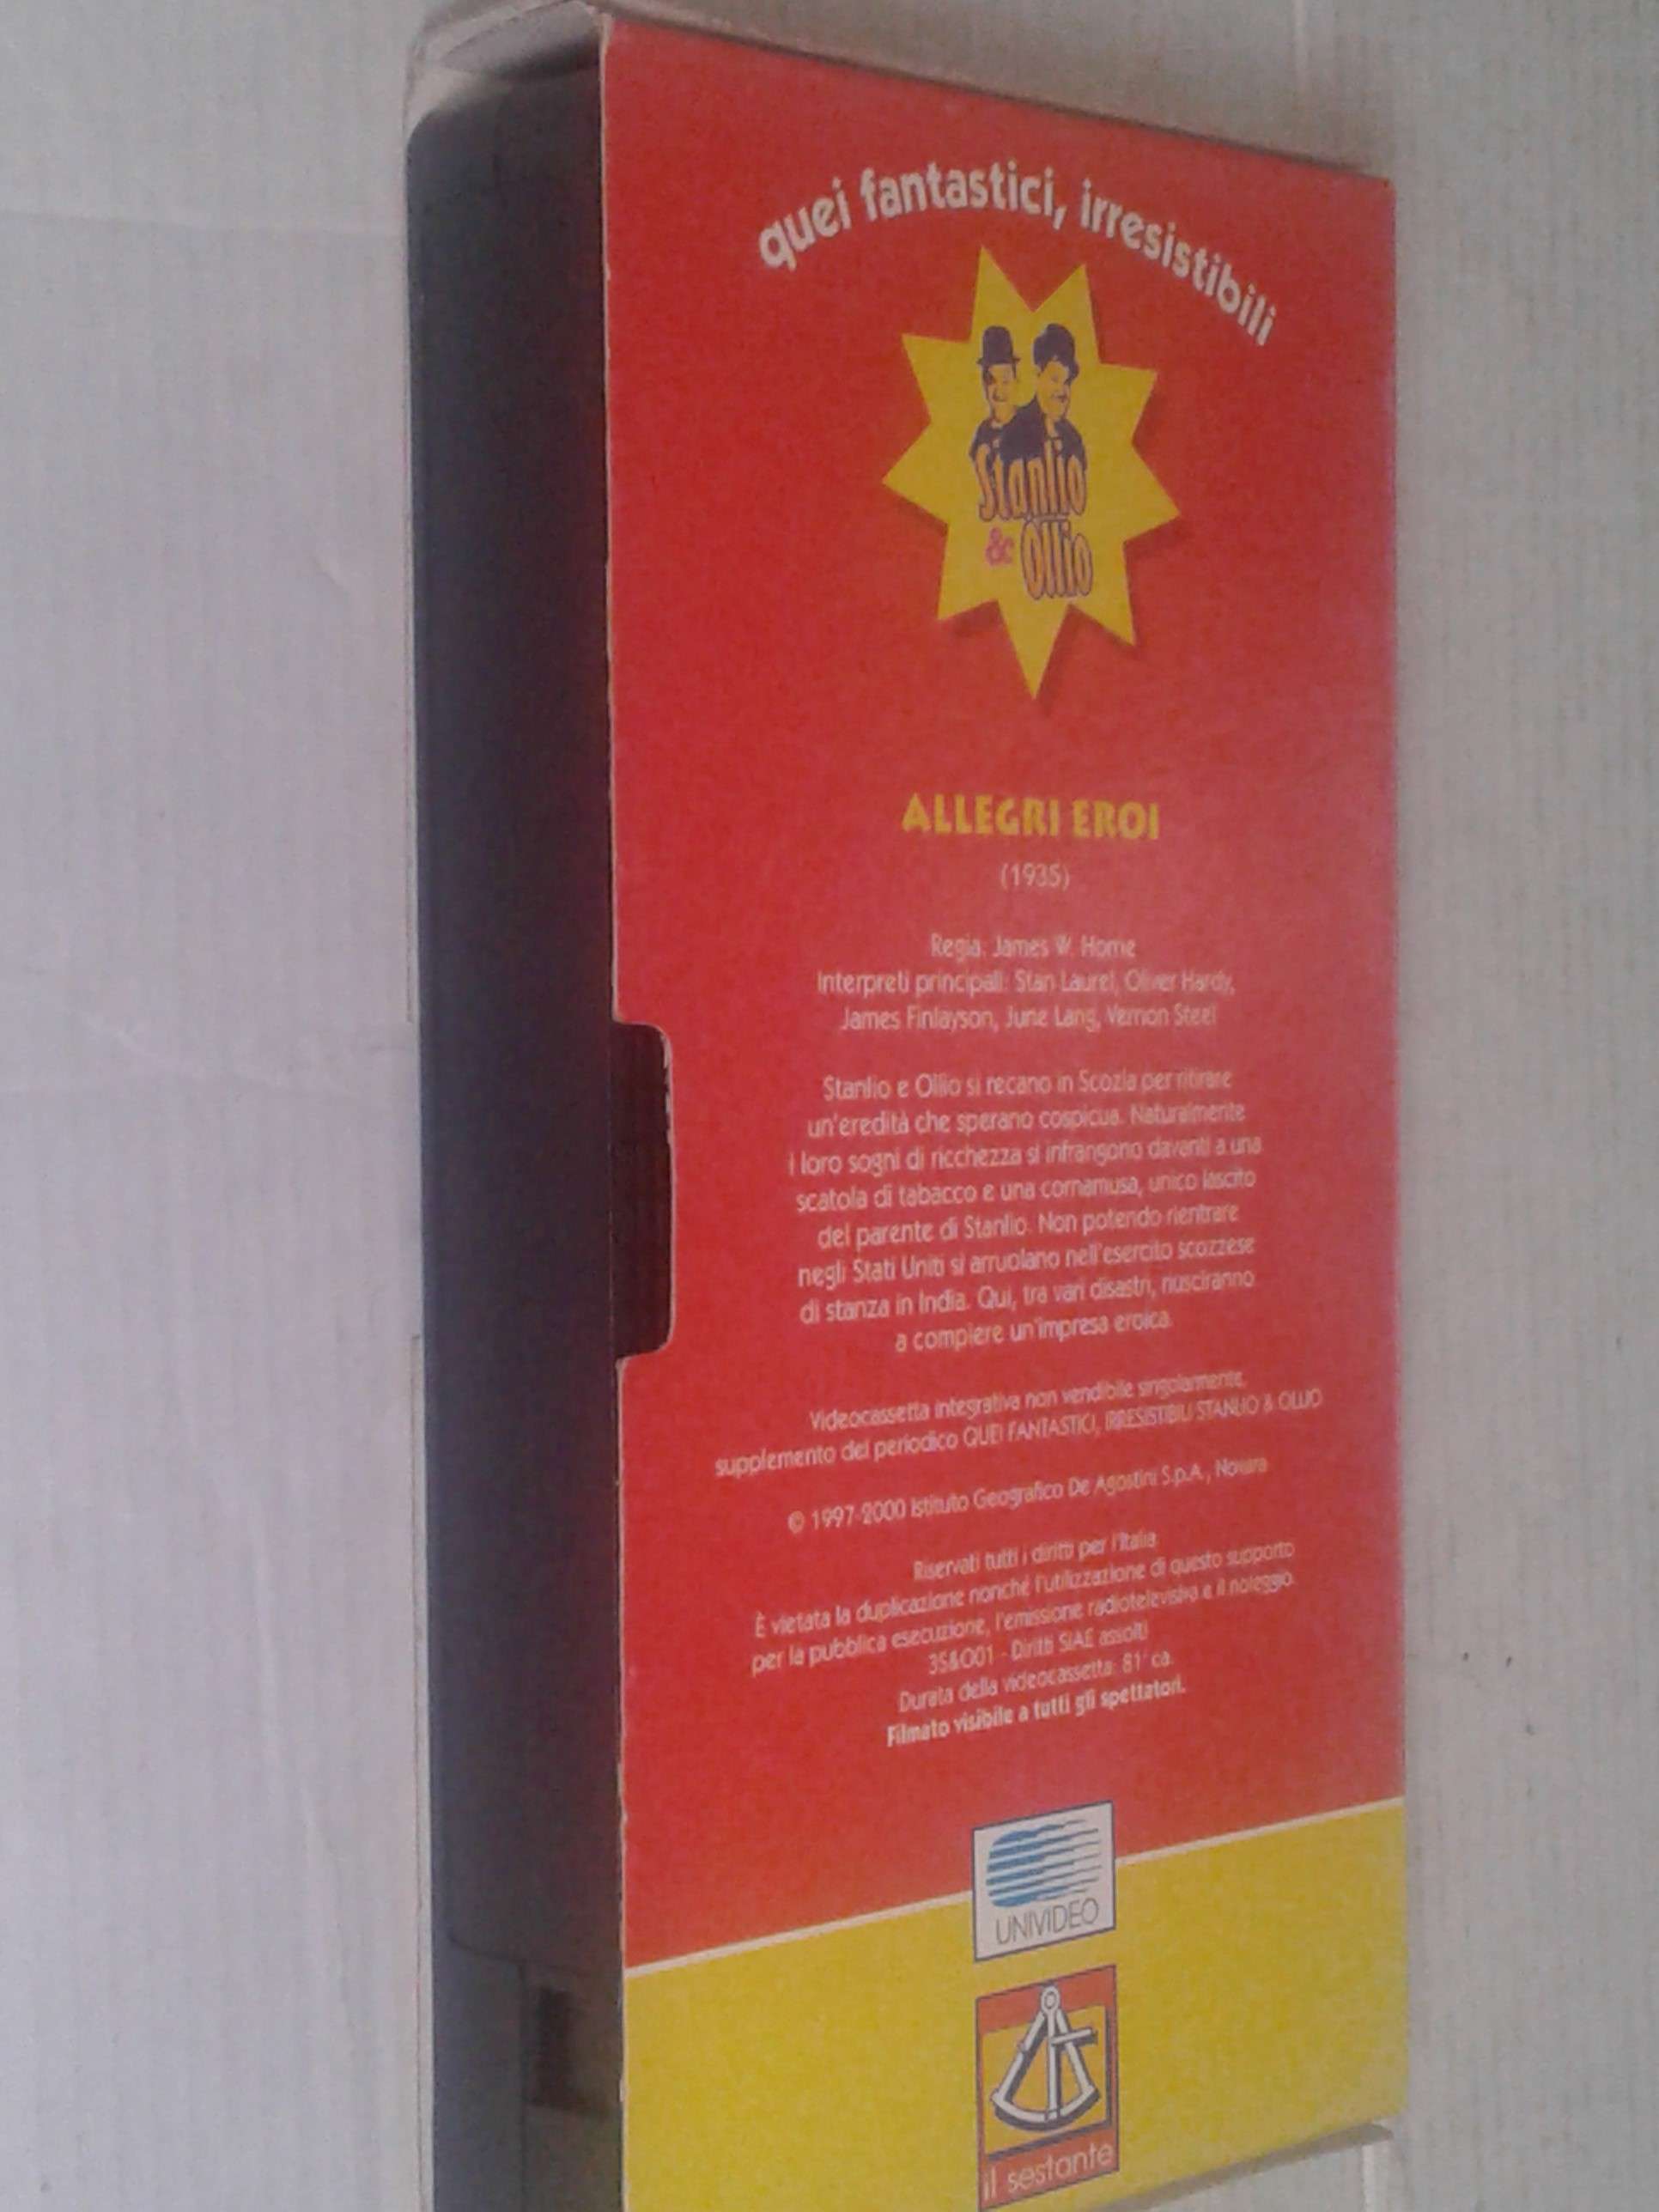 quei fantastici, irresistibili
Stanlio
& Ollio
ALLEGRI EROI
(1935)
Regia: James W. Horne
Interpreti principali: Stan Laurel, Oliver Hardy,
James Finlayson, June Lang, Vernon Steel
Stanlio e Ollio si recano in Scozia per ritirare
un'eredità che sperano cospicua. Naturalmente
i loro sogni di ricchezza si infrangono davanti a una
scatola di tabacco e una cornamusa, unico lascito
del parente di Stanlio. Non potendo rientrare
negli Stati Uniti si arruolano nell'esercito scozzese
di stanza in India. Qui, tra vari disastri, riusciranno
a compiere un'impresa eroica.
Videocassetta integrativa non vendibile singolarmente,
supplemento del periodico QUEI FANTASTICI, IRRESISTIBILI STANLIO & OLLIO
© 1997-2000 Istituto Geografico De Agostini S.p.A., Novara
Riservati tutti i diritti per l'Italia
È vietata la duplicazione nonché l'utilizzazione di questo supporto
per la pubblica esecuzione, l'emissione radiotelevisiva e il noleggio.
35&001 - Diritti SIAE assolti
Durata della videocassetta: 81' ca.
Filmato visibile a tutti gli spettatori.
UNIVIDEO
il sestante